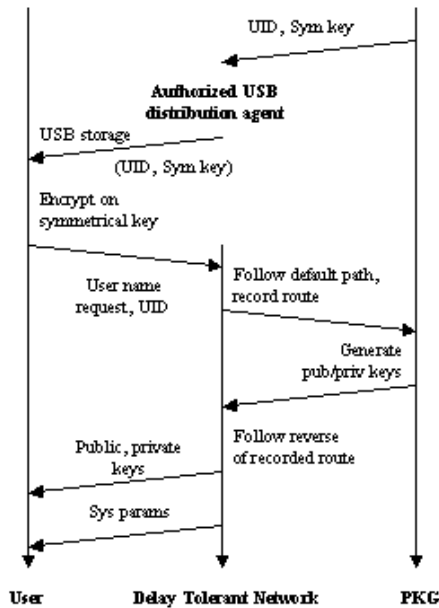 UID, Sym key
Authorized USB
distribution agent
USB storage
(UID, Sym key)
Encrypt on
symmetrical key
User name
request, UID
Follow default path,
record route
Generate
pub/priv keys
Public, private
keys
Follow reverse
of recorded route
Sys params
User
Delay Tolerant Network
PKG